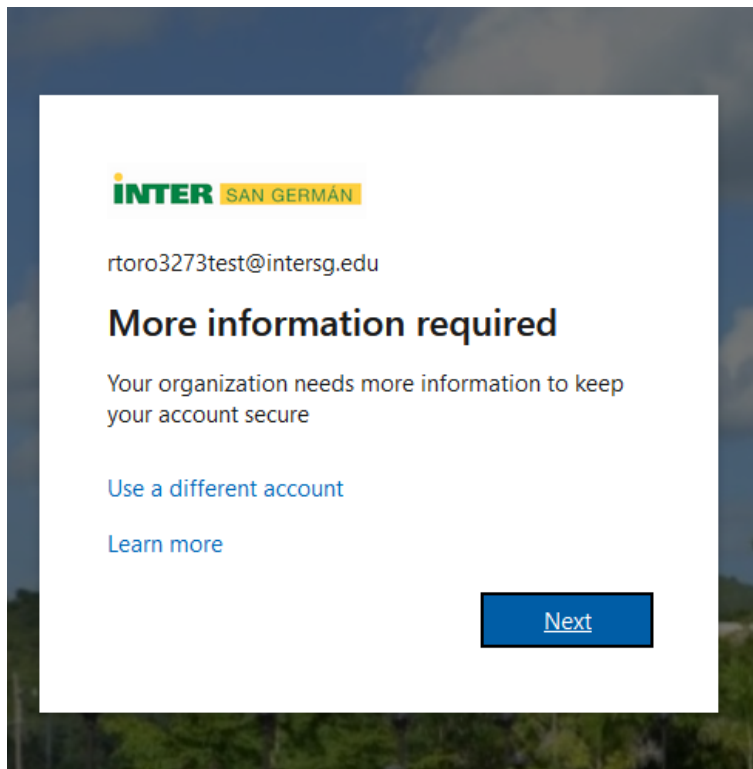 INTER SAN GERMÁN
rtoro3273test@intersg.edu
More information required
Your organization needs more information to keep
your account secure
Use a different account
Learn more
Next